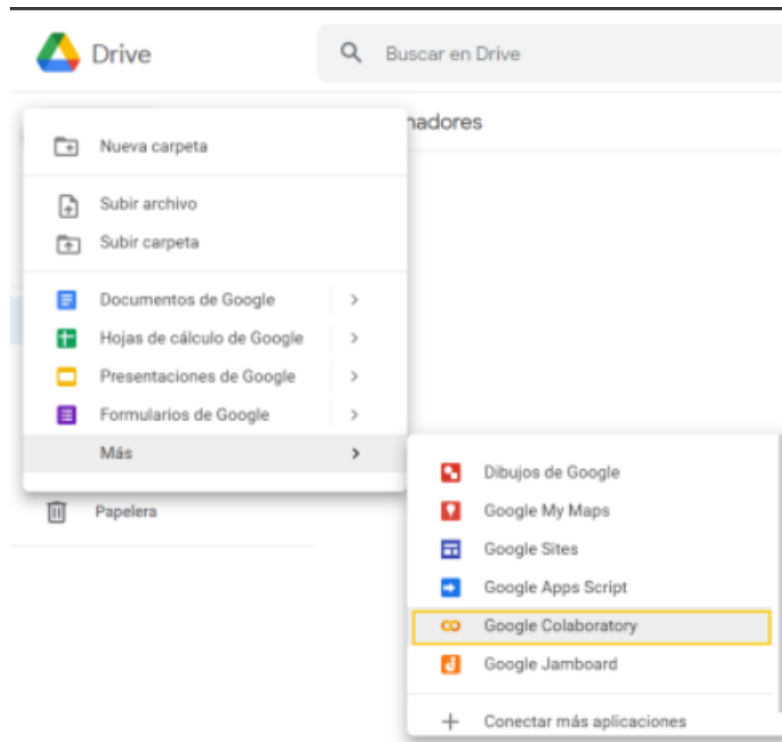 Drive
Buscar en Drive
nadores
Nueva carpeta
Subir archivo
Subir carpeta
Documentos de Google
Hojas de cálculo de Google
Presentaciones de Google
Formularios de Google
Más
Papelera
Dibujos de Google
Google My Maps
Google Sites
Google Apps Script
Google Colaboratory
Google Jamboard
Conectar más aplicaciones